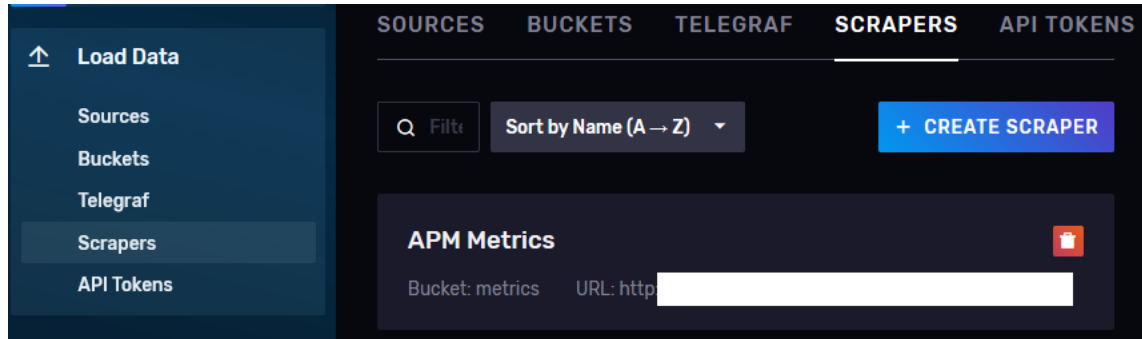 Load Data
Sources
Buckets
Telegraf
Scrapers
API Tokens
SOURCES BUCKETS TELEGRAF SCRAPERS API TOKENS
Sort by Name (A → Z)
+ CREATE SCRAPER
APM Metrics
Bucket: metrics URL: http: